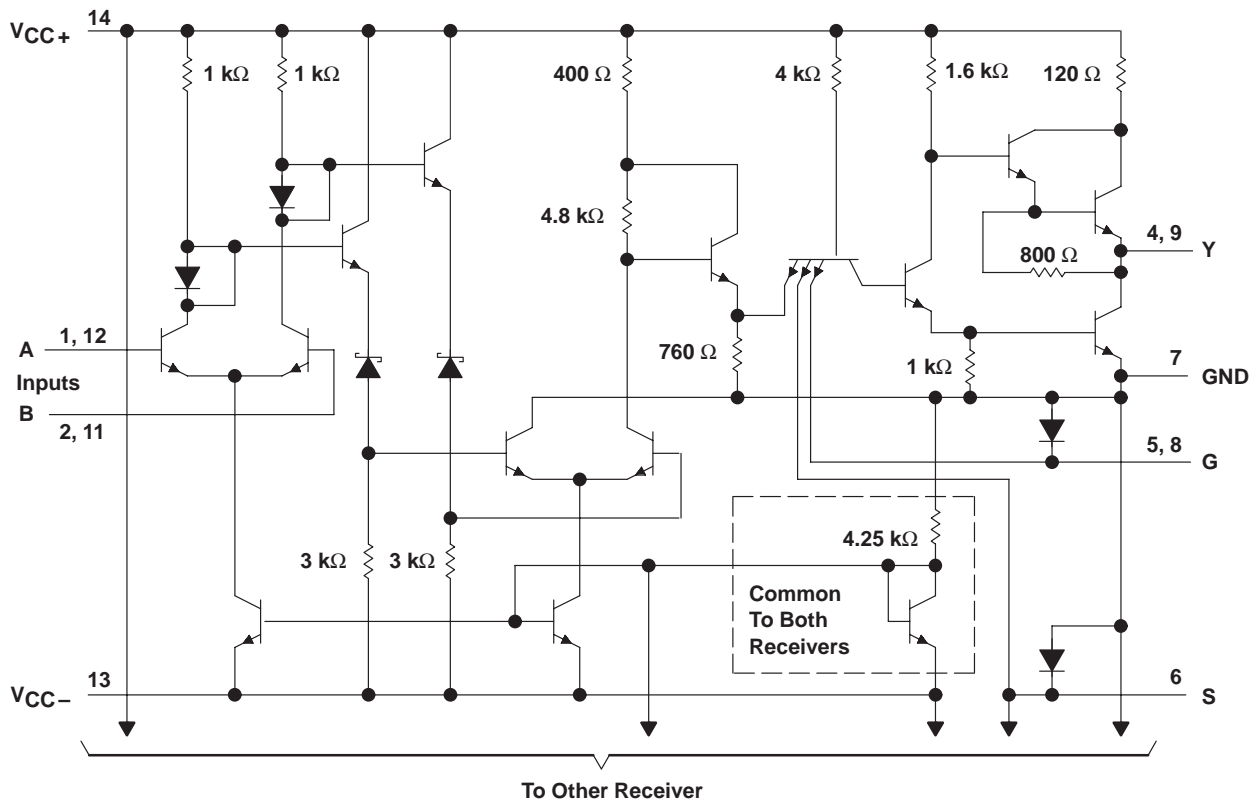 VCC+ 14
1 kΩ 1 kΩ 400 Ω 4 kΩ 1.6 kΩ 120 Ω
4.8 kΩ
4, 9
Y
800 Ω
A 1, 12
760 Ω
1 kΩ
7
GND
Inputs
B
2, 11
5, 8
G
3 kΩ 3 kΩ
4.25 kΩ
Common
To Both
Receivers
VCC− 13
6
S
To Other Receiver